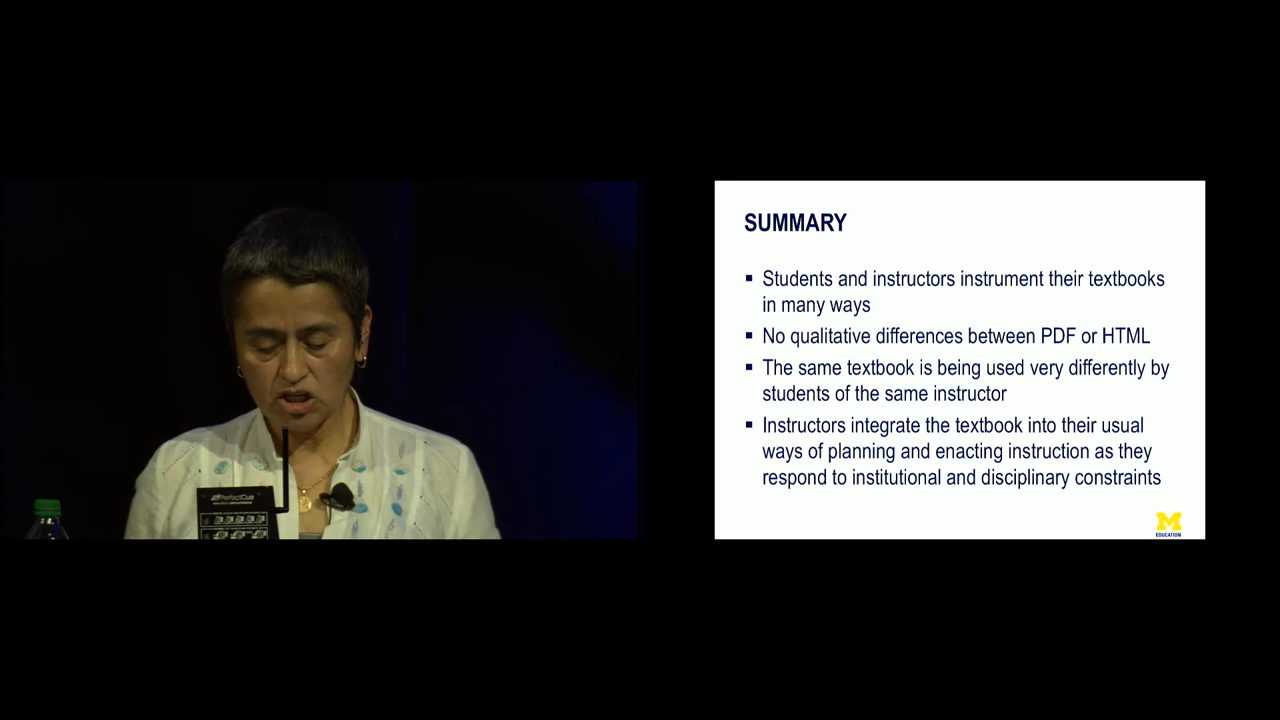 SUMMARY
▪ Students and instructors instrument their textbooks
in many ways
▪ No qualitative differences between PDF or HTML
▪ The same textbook is being used very differently by
students of the same instructor
▪ Instructors integrate the textbook into their usual
ways of planning and enacting instruction as they
respond to institutional and disciplinary constraints
M
EDUCATION
PerfectCue